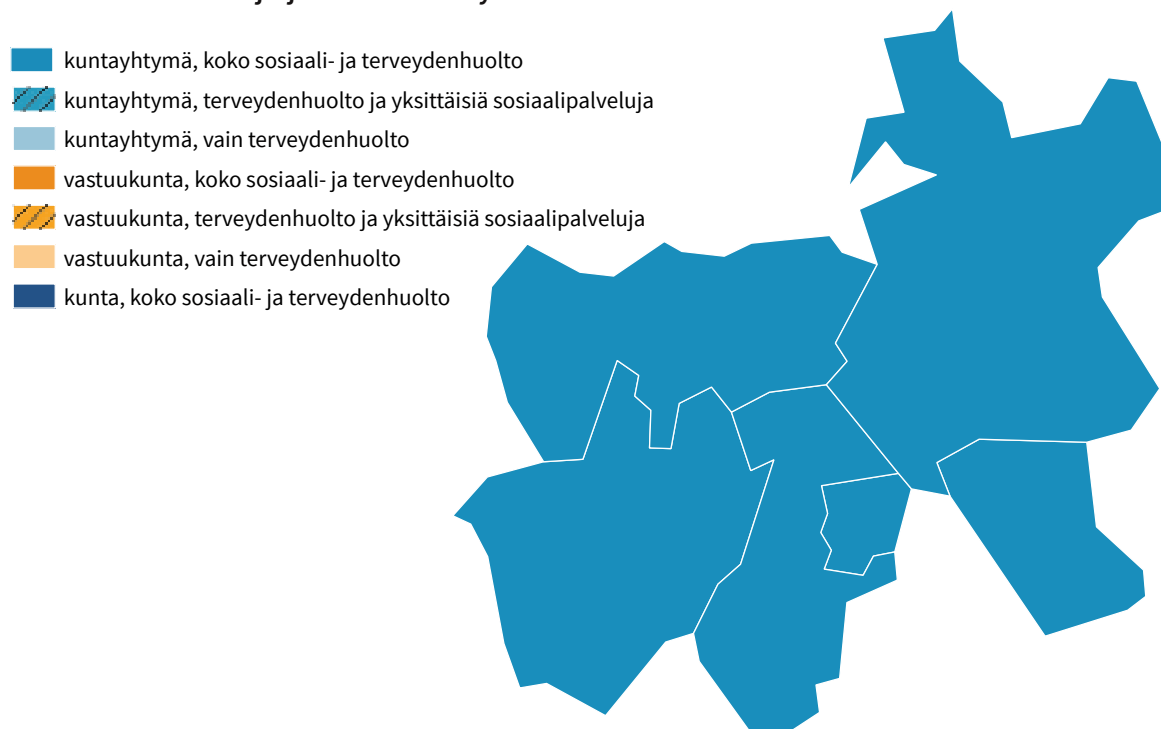 kuntayhtymä, koko sosiaali- ja terveydenhuolto
kuntayhtymä, terveydenhuolto ja yksittäisiä sosiaalipalveluja
kuntayhtymä, vain terveydenhuolto
vastuukunta, koko sosiaali- ja terveydenhuolto
vastuukunta, terveydenhuolto ja yksittäisiä sosiaalipalveluja
vastuukunta, vain terveydenhuolto
kunta, koko sosiaali- ja terveydenhuolto